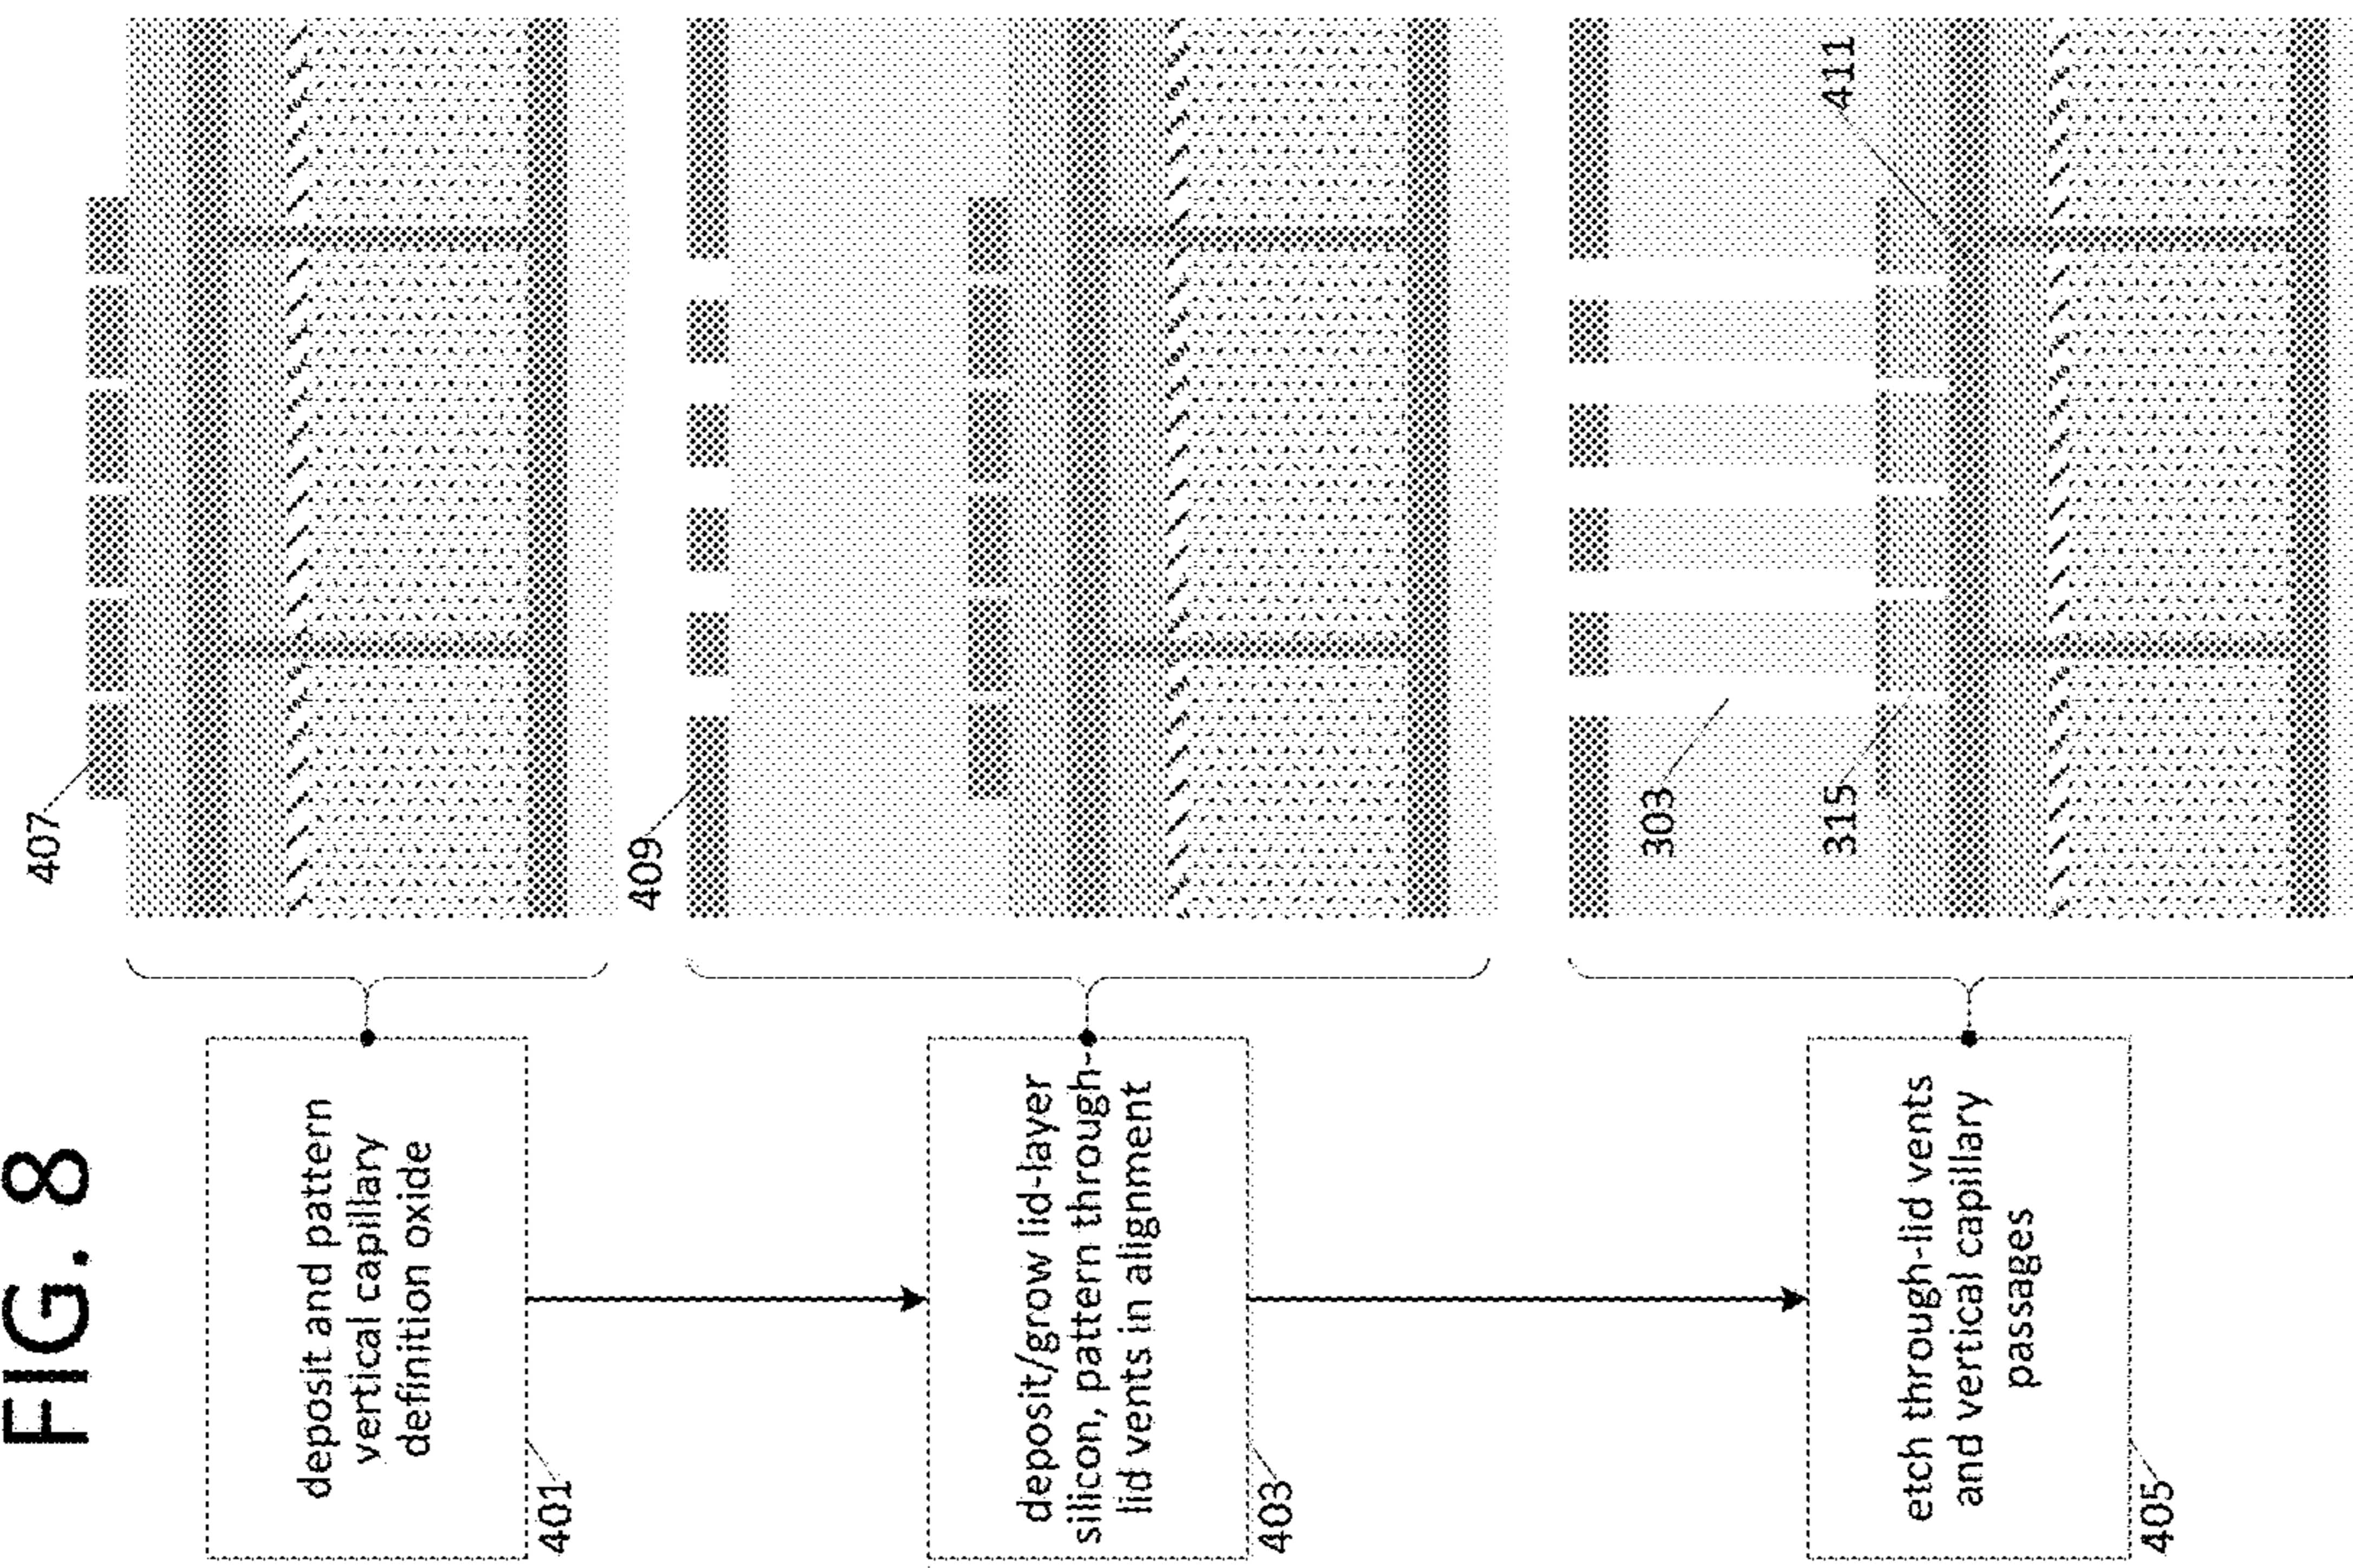 FIG. 8
deposit and pattern
vertical capillary
definition oxide
401
407
deposit/grow lid-layer
silicon, pattern through-
lid vents in alignment
403
409
etch through-lid vents
and vertical capillary
passages
405
303
315
411